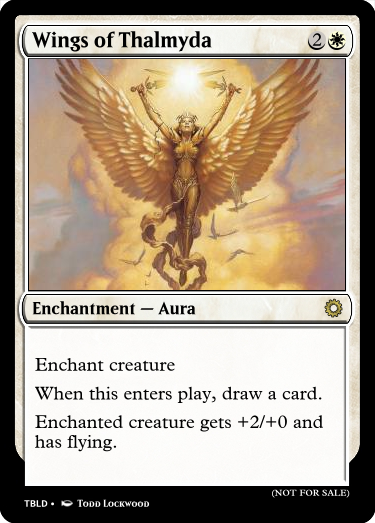 Wings of Thalmyda 2
Enchantment — Aura
Enchant creature
When this enters play, draw a card.
Enchanted creature gets +2/+0 and
has flying.
(NOT FOR SALE)
TBLD • Todd Lockwood